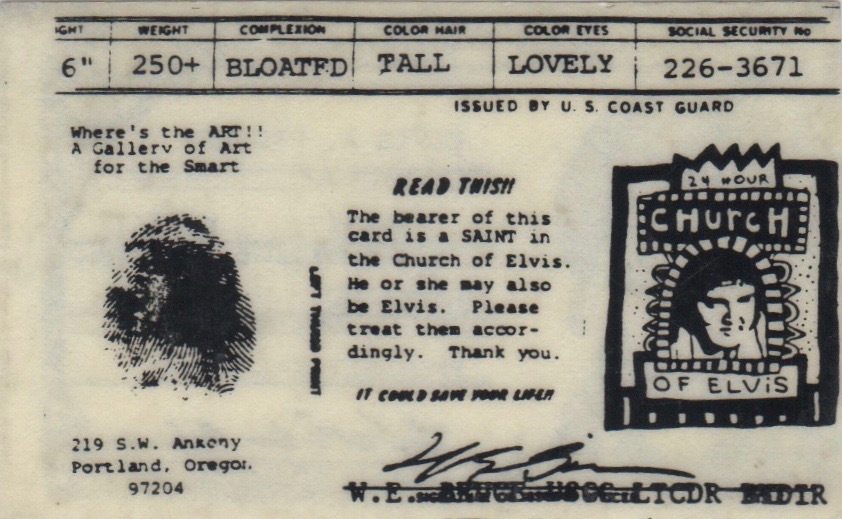 WEIGHT COMPLEXION COLOR HAIR COLOR EYES SOCIAL SECURITY No
6" 250+ BLOATED TALL LOVELY 226-3671
ISSUED BY U. S. COAST GUARD
Where's the ART!!
A Gallery of Art
for the Smart
READ THIS!!
The bearer of this
card is a SAINT in
the Church of Elvis.
He or she may also
be Elvis. Please
treat them accor-
dingly. Thank you.
IT COULD SAVE YOUR LIFE!!
LEFT THUMB PRINT
219 S.W. Ankeny
Portland, Oregon.
97204
24 HOUR
CHUrCH
OF ELViS
W.E. BRUCE USCG LTCDR